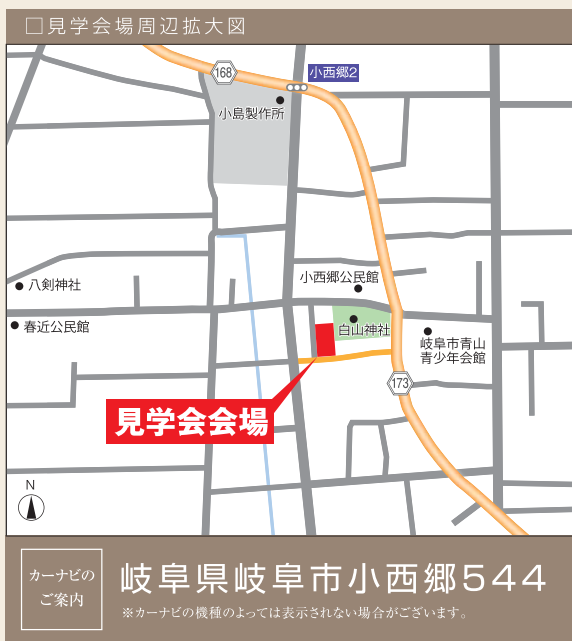 □見学会場周辺拡大図
168
小西郷2
小島製作所
小西郷公民館
八剣神社
春近公民館
白山神社
岐阜市青山
青少年会館
173
見学会会場
N
カーナビの
ご案内
岐阜県岐阜市小西郷544
※カーナビの機種のよっては表示されない場合がございます。